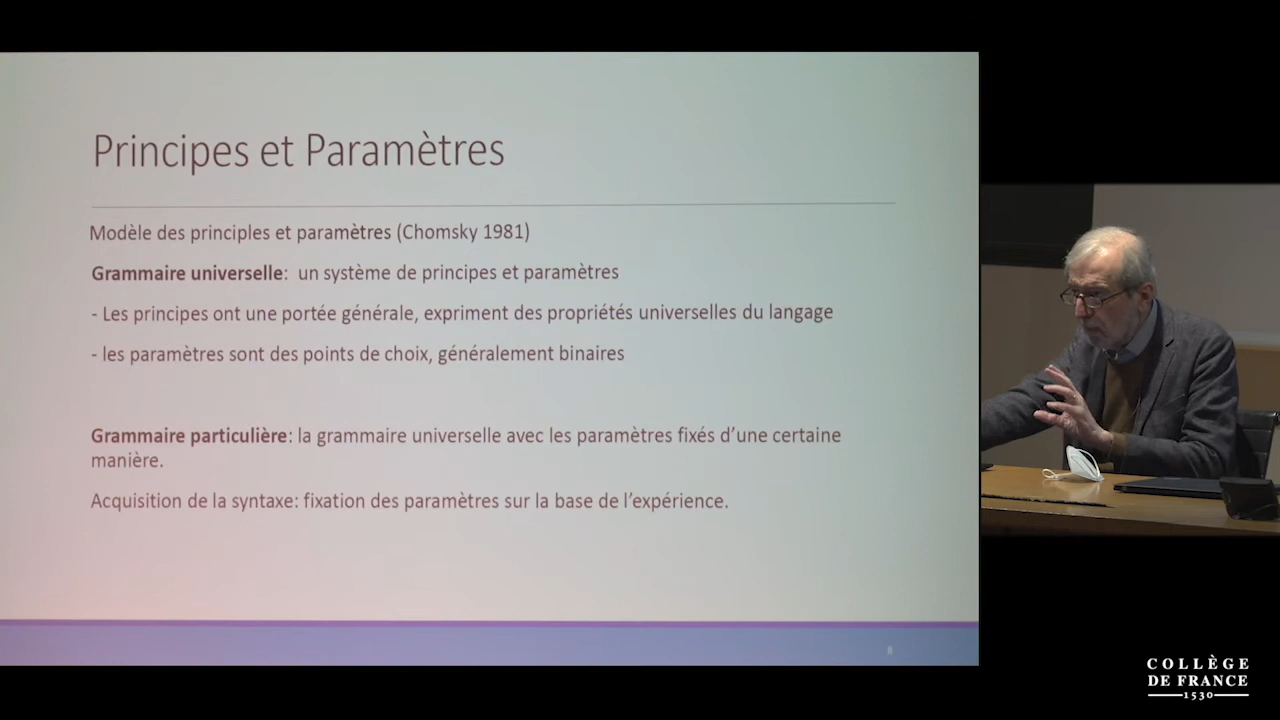 Principes et Paramètres
Modèle des principles et paramètres (Chomsky 1981)
Grammaire universelle: un système de principes et paramètres
- Les principes ont une portée générale, expriment des propriétés universelles du langage
- les paramètres sont des points de choix, généralement binaires
Grammaire particulière: la grammaire universelle avec les paramètres fixés d’une certaine
manière.
Acquisition de la syntaxe: fixation des paramètres sur la base de l’expérience.
8
COLLÈGE
DE FRANCE
1530